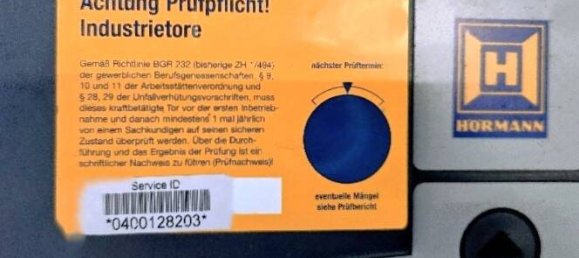 Achtung Prüfpflicht!
Industrietore
Gemäß Richtlinie BGR 232 (bisherige ZH 1/494)
der gewerblichen Berufsgenossenschaften, § 9,
10 und 11 der Arbeitsstättenverordnung und
§ 28, 29 der Unfallverhütungsvorschriften, muss
dieses kraftbetätigte Tor vor der ersten Inbetrieb-
nahme und danach mindestens 1 mal jährlich
von einem Sachkundigen auf seinen sicheren
Zustand überprüft werden. Über die Durch-
führung und das Ergebnis der Prüfung ist ein
schriftlicher Nachweis zu führen (Prüfnachweis)!
nächster Prüftermin:
eventuelle Mängel
siehe Prüfbericht
Service ID
*0400128203*
H
HÖRMANN